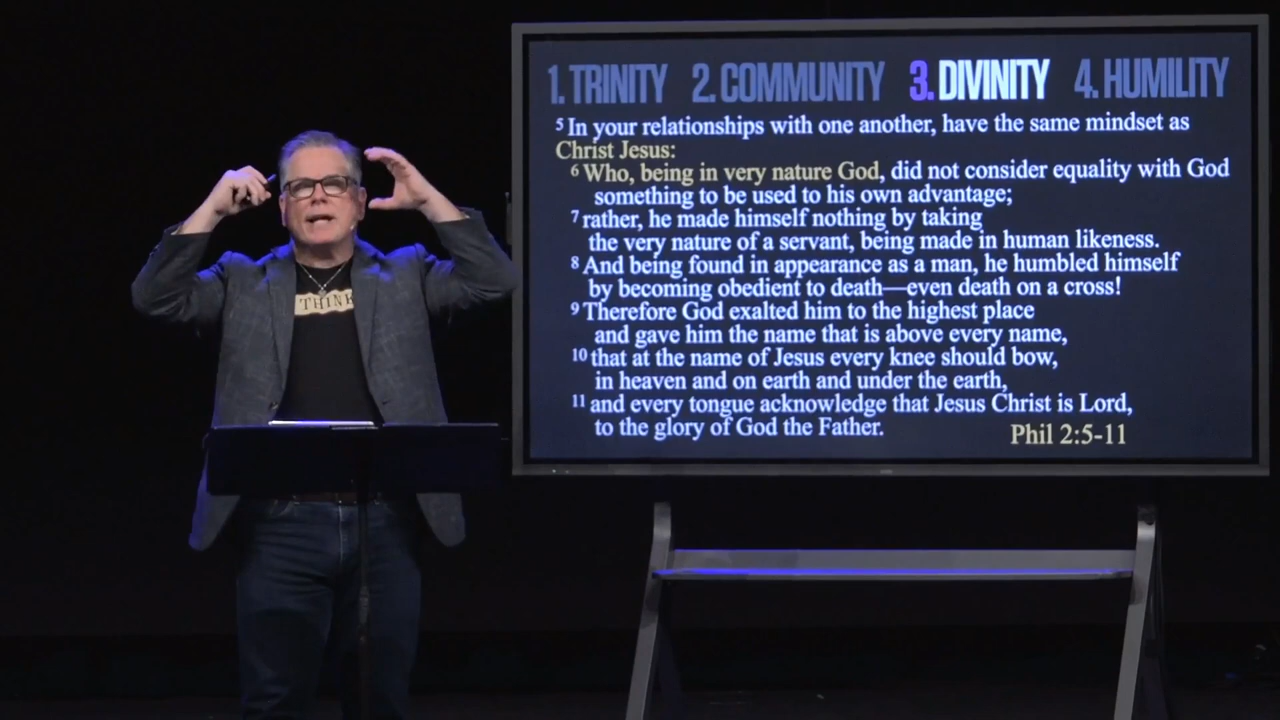 THINK
1. TRINITY 2. COMMUNITY 3. DIVINITY 4. HUMILITY
5 In your relationships with one another, have the same mindset as
Christ Jesus:
6 Who, being in very nature God, did not consider equality with God
something to be used to his own advantage;
7 rather, he made himself nothing by taking
the very nature of a servant, being made in human likeness.
8 And being found in appearance as a man, he humbled himself
by becoming obedient to death—even death on a cross!
9 Therefore God exalted him to the highest place
and gave him the name that is above every name,
10 that at the name of Jesus every knee should bow,
in heaven and on earth and under the earth,
11 and every tongue acknowledge that Jesus Christ is Lord,
to the glory of God the Father.
Phil 2:5-11